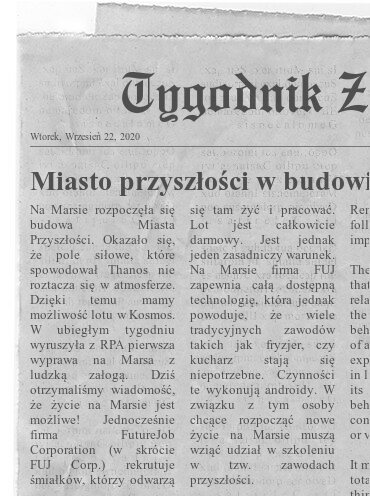 Tygodnik Z
Wtorek, Wrzesień 22, 2020
Miasto przyszłości w budowi
Na Marsie rozpoczęła się
budowa Miasta
Przyszłości. Okazało się,
że pole siłowe, które
spowodował Thanos nie
roztacza się w atmosferze.
Dzięki temu mamy
możliwość lotu w Kosmos.
W ubiegłym tygodniu
wyruszyła z RPA pierwsza
wyprawa na Marsa z
ludzką załogą. Dziś
otrzymaliśmy wiadomość,
że życie na Marsie jest
możliwe! Jednocześnie
firma FutureJob
Corporation (w skrócie
FUJ Corp.) rekrutuje
śmiałków, którzy odwarzą
się tam żyć i pracować.
Lot jest całkowicie
darmowy. Jest jednak
jeden zasadniczy warunek.
Na Marsie firma FUJ
zapewnia całą dostępną
technologię, która jednak
powoduje, że wiele
tradycyjnych zawodów
takich jak fryzjer, czy
kucharz stają się
niepotrzebne. Czynności
te wykonują androidy. W
związku z tym osoby
chcące rozpocząć nowe
życie na Marsie muszą
wziąć udział w szkoleniu
w tzw. zawodach
przyszłości.
Ren
foll
imp
The
that
rela
the
beh
of a
exp
in I
its
beh
con
or v
It m
tota